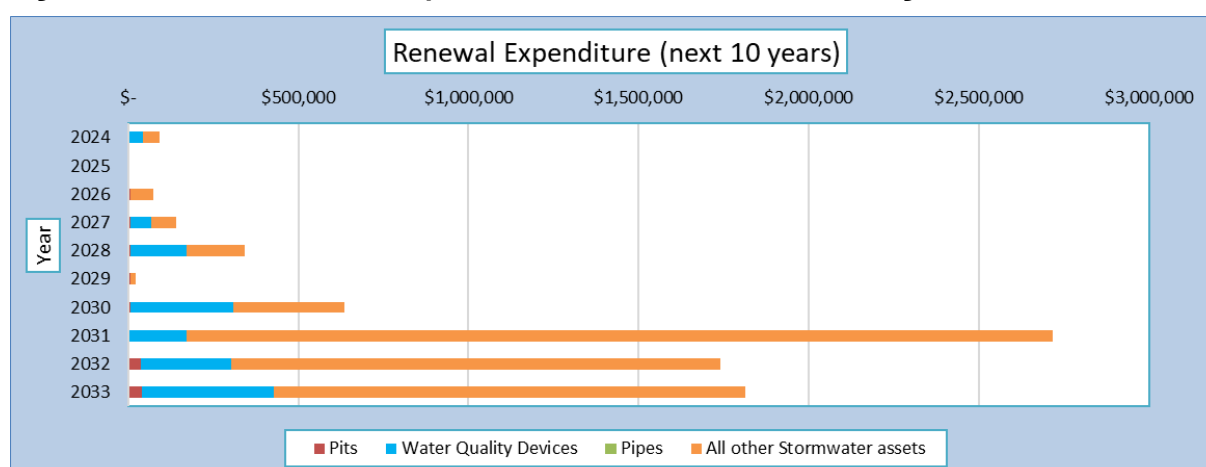 Renewal Expenditure (next 10 years)
$- $500,000 $1,000,000 $1,500,000 $2,000,000 $2,500,000 $3,000,000
2024
2025
2026
2027
2028
2029
2030
2031
2032
2033
Year
Pits Water Quality Devices Pipes All other Stormwater assets